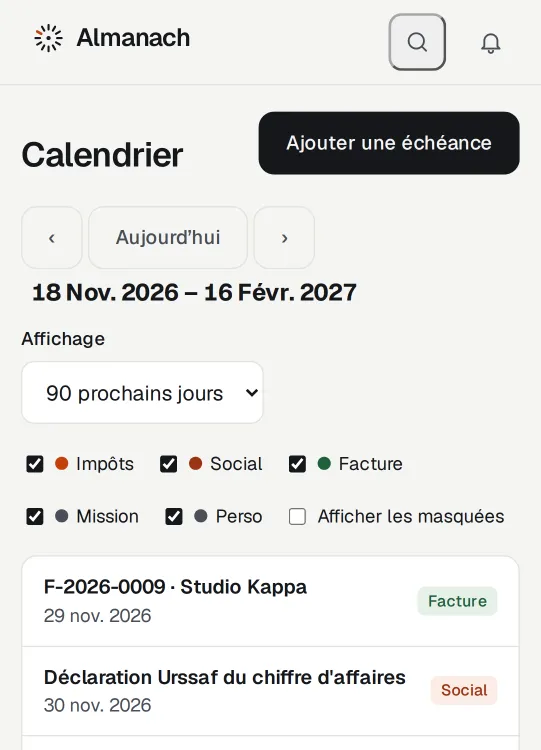 Almanach
Calendrier
Ajouter une échéance
‹
Aujourd'hui
›
18 Nov. 2026 – 16 Févr. 2027
Affichage
90 prochains jours
Impôts
Social
Facture
Mission
Perso
Afficher les masquées
F-2026-0009 · Studio Kappa
Facture
29 nov. 2026
Déclaration Urssaf du chiffre d'affaires
Social
30 nov. 2026